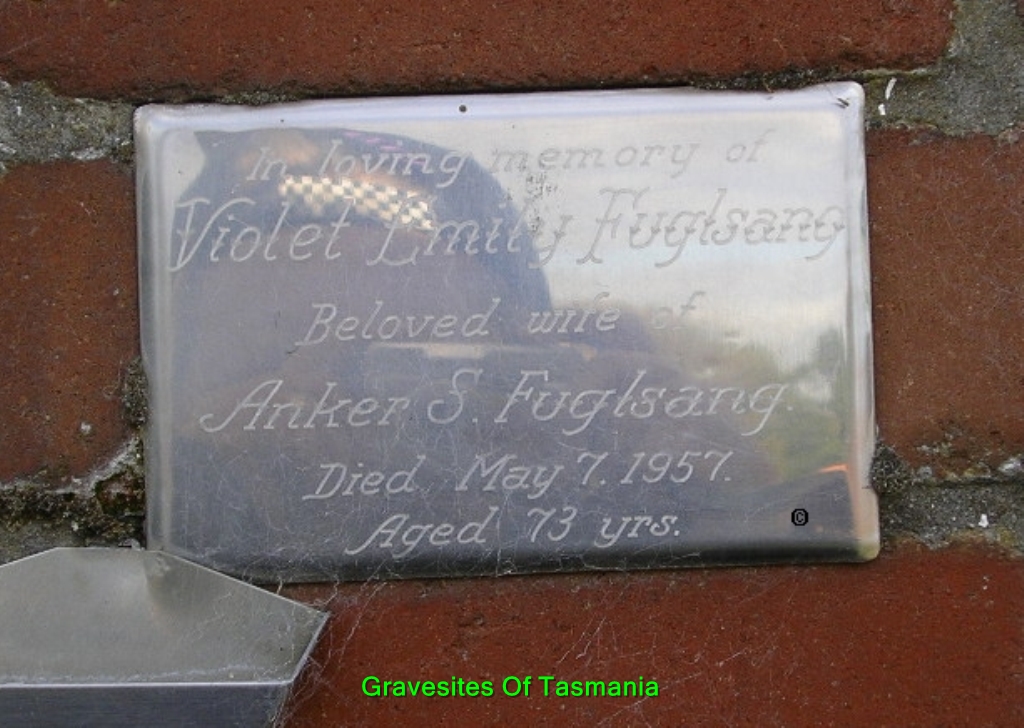 In loving memory of
Violet Emily Fuglsang
Beloved wife of
Anker S. Fuglsang.
Died May 7. 1957.
Aged 73 yrs.
©
Gravesites Of Tasmania